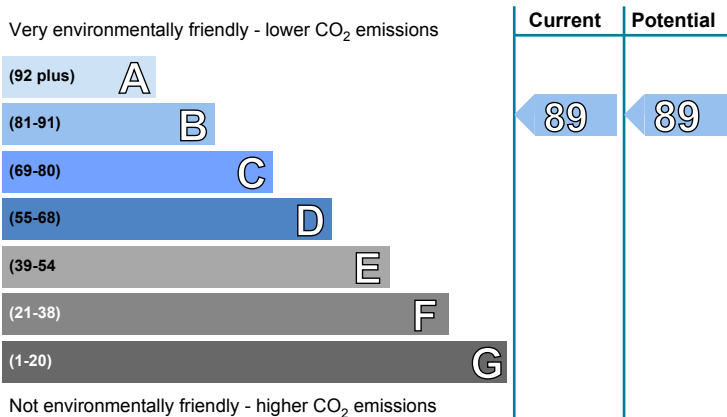 Very environmentally friendly - lower CO₂ emissions
Current Potential
(92 plus) A
(81-91) B 89 89
(69-80) C
(55-68) D
(39-54 E
(21-38) F
(1-20) G
Not environmentally friendly - higher CO₂ emissions